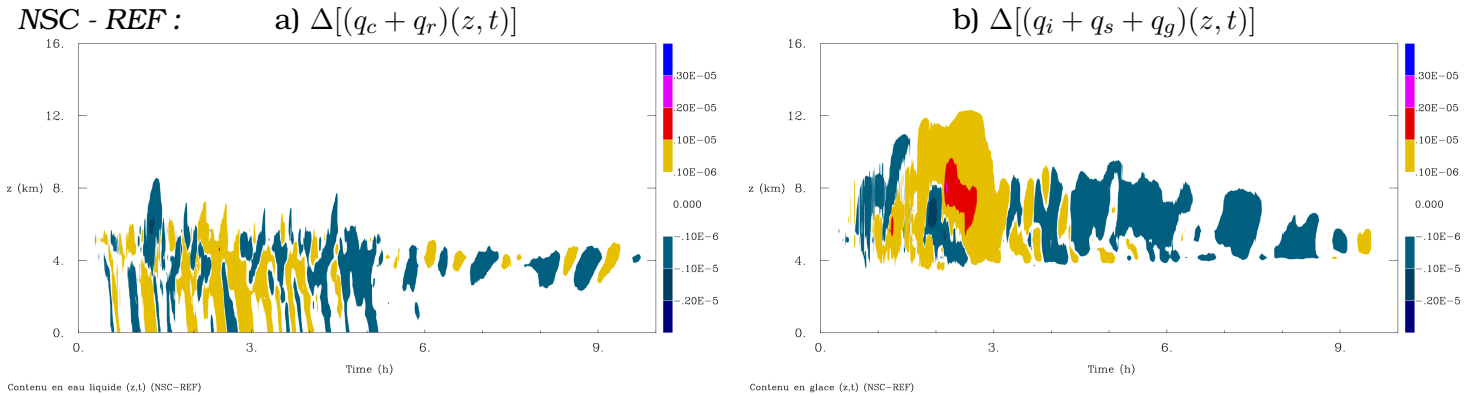 NSC - REF :
a) Δ[(q_c + q_r)(z, t)]
b) Δ[(q_i + q_s + q_g)(z, t)]
16.
12.
z (km) 8.
4.
0.
0. 3. 6. 9.
Time (h)
.30E−05
.20E−05
.10E−05
.10E−06
0.000
−.10E−6
−.10E−5
−.20E−5
Contenu en eau liquide (z,t) (NSC−REF)
16.
12.
z (km) 8.
4.
0.
0. 3. 6. 9.
Time (h)
.30E−05
.20E−05
.10E−05
.10E−06
0.000
−.10E−6
−.10E−5
−.20E−5
Contenu en glace (z,t) (NSC−REF)